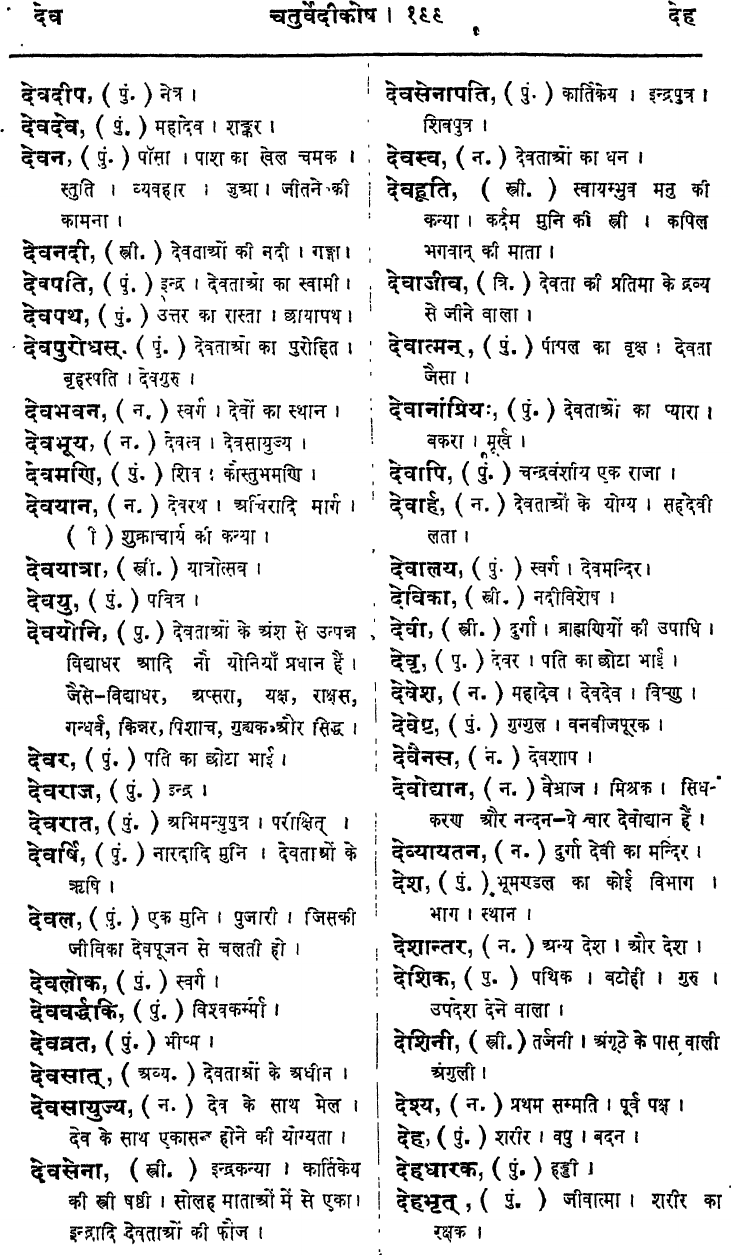 देव चतुर्वेदीकोष । १९९ देह
देवदीप, ( पुं. ) नेत्र ।
देवदेव, ( पुं. ) महादेव । शङ्कर ।
देवन, ( पुं. ) पॉसा । पाश का खेल चमक ।
स्तुति । व्यवहार । जुआ । जीतने की
कामना ।
देवनदी, ( स्त्री. ) देवताओं की नदी । गङ्गा ।
देवपति, ( पुं. ) इन्द्र । देवताओं का स्वामी ।
देवपथ, ( पुं. ) उत्तर का रास्ता । छायापथ ।
देवपुरोधस्. ( पुं. ) देवताओं का पुरोहित ।
बृहस्पति । देवगुरु ।
देवभवन, ( न. ) स्वर्ग । देवों का स्थान ।
देवभूय, ( न. ) देवत्व । देवसायुज्य ।
देवमणि, ( पुं. ) शिव । कौस्तुभमणि ।
देवयान, ( न. ) देवरथ । अचिरादि मार्ग ।
( ी ) शुक्राचार्य की कन्या ।
देवयात्रा, ( स्त्री. ) यात्रोत्सव ।
देवयु, ( पुं. ) पवित्र ।
देवयोनि, ( पु. ) देवताओं के अंश से उत्पन्न
विद्याधर आदि नौ योनियाँ प्रधान हैं ।
जैसे-विद्याधर, अप्सरा, यक्ष, राक्षस,
गन्धर्व, किन्नर, पिशाच, गुह्यक और सिद्ध ।
देवर, ( पुं. ) पति का छोटा भाई ।
देवराज, ( पुं. ) इन्द्र ।
देवरात, ( पुं. ) अभिमन्युपुत्र । परीक्षित् ।
देवर्षि, ( पुं. ) नारदादि मुनि । देवताओं के
ऋषि ।
देवल, ( पुं. ) एक मुनि । पुजारी । जिसकी
जीविका देवपूजन से चलती हो ।
देवलोक, ( पुं. ) स्वर्ग ।
देववर्द्धकि, ( पुं. ) विश्वकर्म्मा ।
देवव्रत, ( पुं. ) भीष्म ।
देवसात्, ( अव्य. ) देवताओं के अधीन ।
देवसायुज्य, ( न. ) देव के साथ मेल ।
देव के साथ एकासन होने की योग्यता ।
देवसेना, ( स्त्री. ) इन्द्रकन्या । कार्तिकेय
की स्त्री षष्ठी । सोलह माताओं में से एक ।
इन्द्रादि देवताओं की फौज ।
देवसेनापति, ( पुं. ) कार्तिकेय । इन्द्रपुत्र ।
शिवपुत्र ।
देवस्व, ( न. ) देवताओं का धन ।
देवहूति, ( स्त्री. ) स्वायम्भुव मनु की
कन्या । कर्दम मुनि की स्त्री । कपिल
भगवान् की माता ।
देवाजीव, ( त्रि. ) देवता की प्रतिमा के द्रव्य
से जीने वाला ।
देवात्मन्, ( पुं. ) पीपल का वृक्ष । देवता
जैसा ।
देवानांप्रियः, ( पुं. ) देवताओं का प्यारा ।
बकरा । मूर्ख ।
देवापि, ( पुं. ) चन्द्रवंशीय एक राजा ।
देवार्ह, ( न. ) देवताओं के योग्य । सहदेवी
लता ।
देवालय, ( पुं. ) स्वर्ग । देवमन्दिर ।
देविका, ( स्त्री. ) नदीविशेष ।
देवी, ( स्त्री. ) दुर्गा । ब्राह्मणियों की उपाधि ।
देवृ, ( पु. ) देवर । पति का छोटा भाई ।
देवेश, ( न. ) महादेव । देवदेव । विष्णु ।
देवेष्ट, ( पुं. ) गुग्गुल । वनबीजपूरक ।
देवैनस, ( न. ) देवशाप ।
देवोद्यान, ( न. ) वैभ्राज । मिश्रक । सिध-
करण और नन्दन-ये चार देवोद्यान हैं ।
देव्यायतन, ( न. ) दुर्गा देवी का मन्दिर ।
देश, ( पुं. ) भूमण्डल का कोई विभाग ।
भाग । स्थान ।
देशान्तर, ( न. ) अन्य देश । और देश ।
देशिक, ( पु. ) पथिक । बटोही । गुरु ।
उपदेश देने वाला ।
देशिनी, ( स्त्री. ) तर्जनी । अंगूठे के पास वाली
अंगुली ।
देश्य, ( न. ) प्रथम सम्मति । पूर्व पक्ष ।
देह, ( पुं. ) शरीर । वपु । बदन ।
देहधारक, ( पुं. ) हड्डी ।
देहभृत्, ( पुं. ) जीवात्मा । शरीर का
रक्षक ।